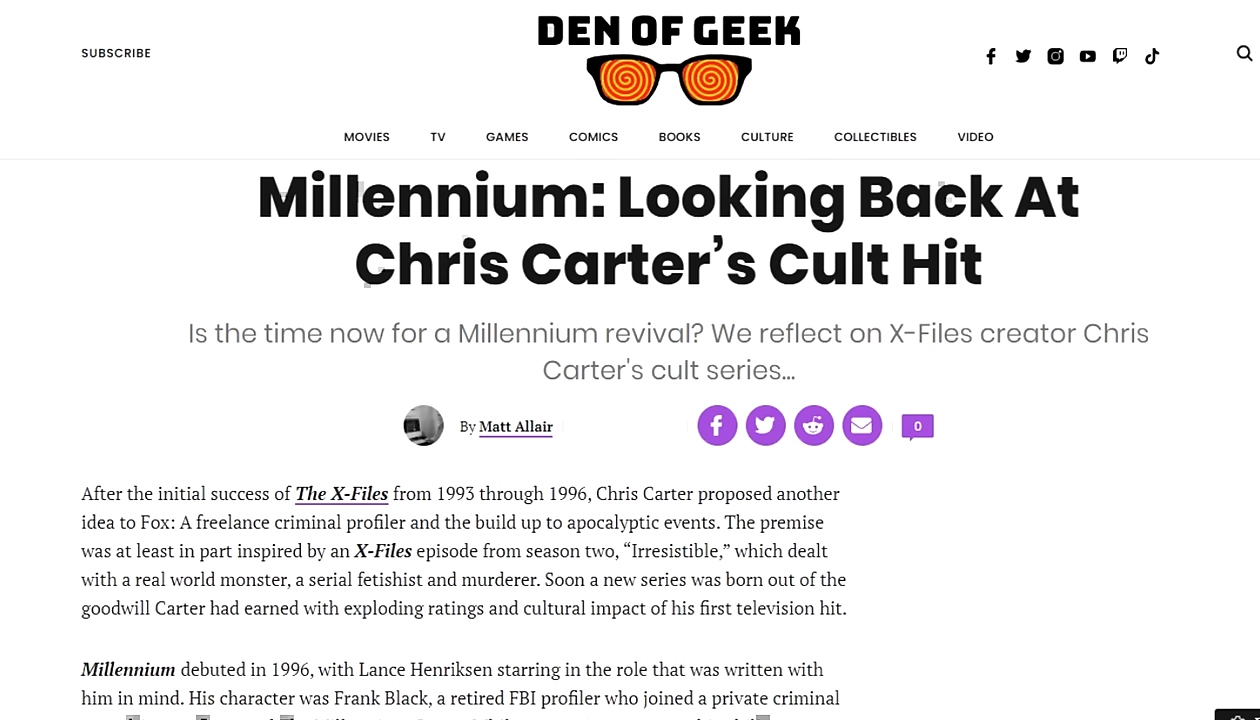 SUBSCRIBE
DEN OF GEEK
MOVIES TV GAMES COMICS BOOKS CULTURE COLLECTIBLES VIDEO
Millennium: Looking Back At
Chris Carter’s Cult Hit
Is the time now for a Millennium revival? We reflect on X-Files creator Chris
Carter's cult series...
By Matt Allair
0
After the initial success of The X-Files from 1993 through 1996, Chris Carter proposed another
idea to Fox: A freelance criminal profiler and the build up to apocalyptic events. The premise
was at least in part inspired by an X-Files episode from season two, “Irresistible,” which dealt
with a real world monster, a serial fetishist and murderer. Soon a new series was born out of the
goodwill Carter had earned with exploding ratings and cultural impact of his first television hit.
Millennium debuted in 1996, with Lance Henriksen starring in the role that was written with
him in mind. His character was Frank Black, a retired FBI profiler who joined a private criminal